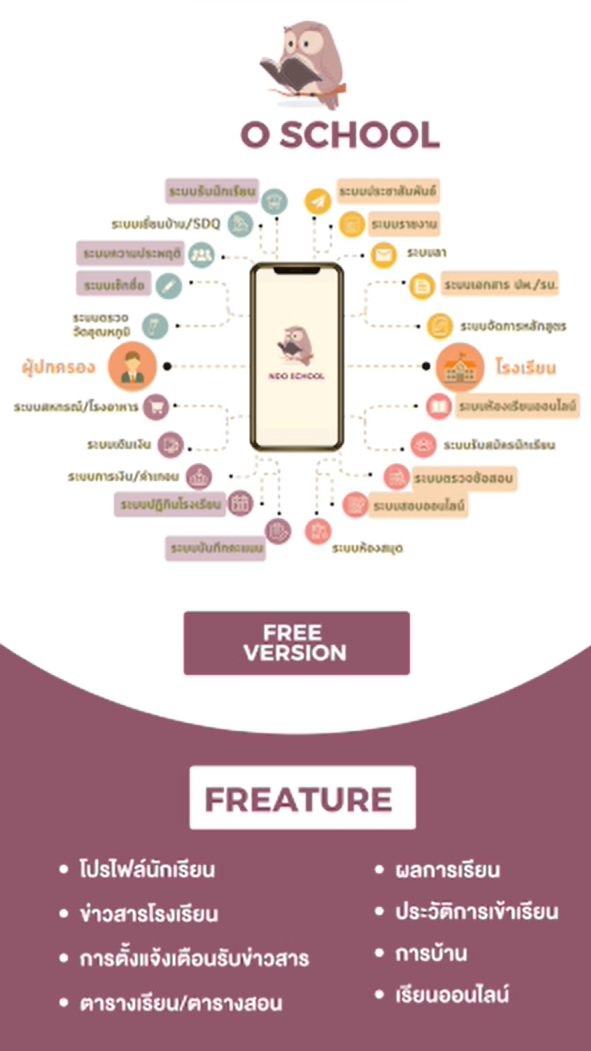 O SCHOOL
ระบบรับนักเรียน
ระบบประชาสัมพันธ์
ระบบเยี่ยมบ้าน/SDQ
ระบบรายงาน
ระบบความประพฤติ
ระบบลา
ระบบเช็กชื่อ
ระบบเอกสาร ปพ./รบ.
ระบบตรวจ
วัดอุณหภูมิ
ระบบจัดการหลักสูตร
NEO SCHOOL
ผู้ปกครอง
โรงเรียน
ระบบสหกรณ์/โรงอาหาร
ระบบห้องเรียนออนไลน์
ระบบเติมเงิน
ระบบรับสมัครนักเรียน
ระบบการเงิน/ค่าเทอม
ระบบตรวจข้อสอบ
ระบบปฏิทินโรงเรียน
ระบบสอบออนไลน์
ระบบบันทึกคะแนน
ระบบห้องสมุด
FREE
VERSION
FREATURE
• โปรไฟล์นักเรียน
• ข่าวสารโรงเรียน
• การตั้งแจ้งเตือนรับข่าวสาร
• ตารางเรียน/ตารางสอน
• ผลการเรียน
• ประวัติการเข้าเรียน
• การบ้าน
• เรียนออนไลน์